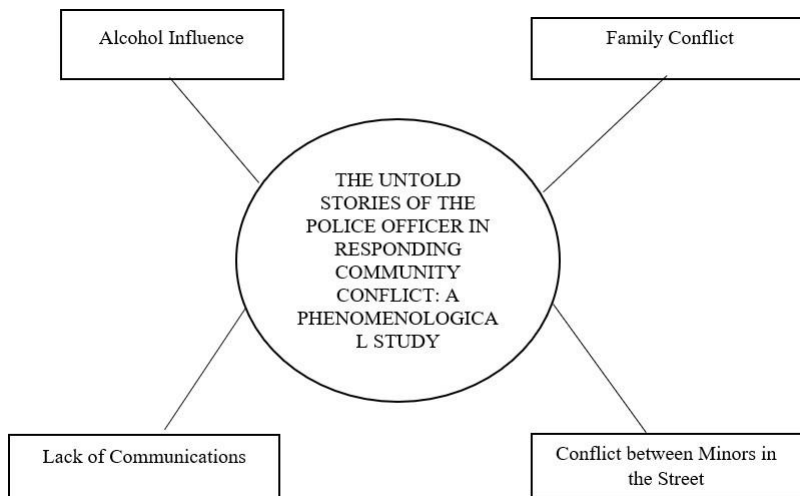 Alcohol Influence
Family Conflict
THE UNTOLD
STORIES OF THE
POLICE OFFICER IN
RESPONDING
COMMUNITY
CONFLICT: A
PHENOMENOLOGICA
L STUDY
Lack of Communications
Conflict between Minors in
the Street